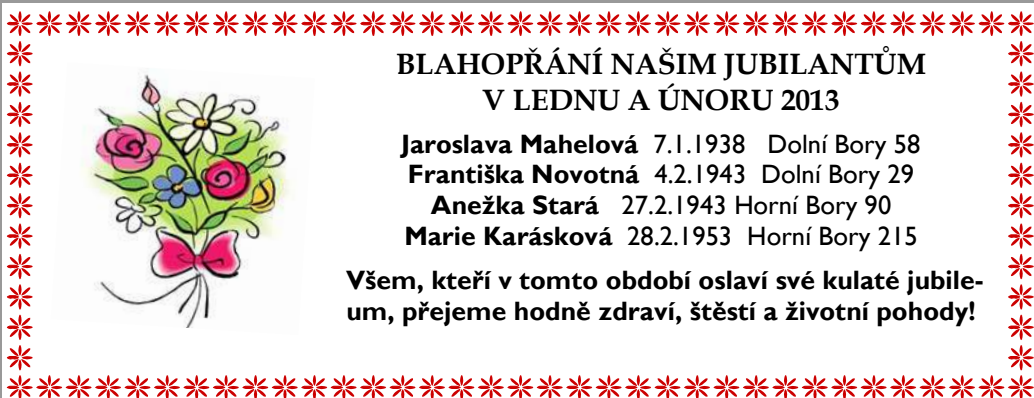 BLAHOPŘÁNÍ NAŠIM JUBILANTŮM
V LEDNU A ÚNORU 2013
Jaroslava Mahelová 7.1.1938 Dolní Bory 58
Františka Novotná 4.2.1943 Dolní Bory 29
Anežka Stará 27.2.1943 Horní Bory 90
Marie Karásková 28.2.1953 Horní Bory 215
Všem, kteří v tomto období oslaví své kulaté jubile-
um, přejeme hodně zdraví, štěstí a životní pohody!